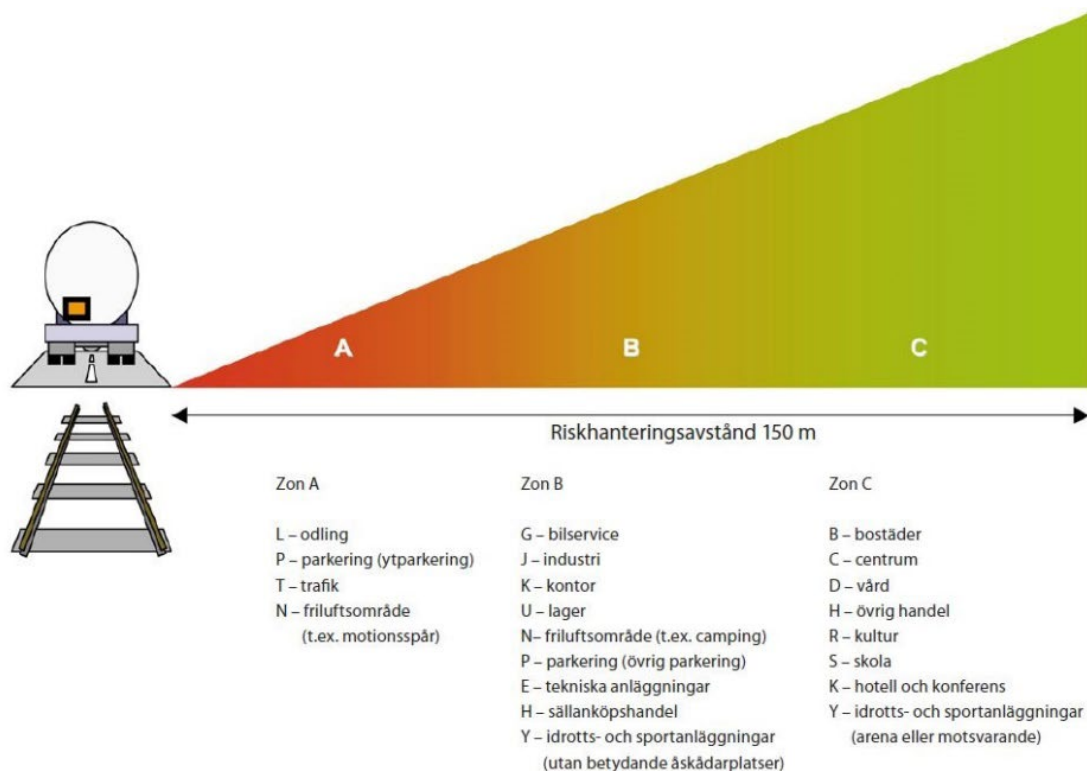 A
B
C
Riskhanteringsavstånd 150 m
Zon A
L – odling
P – parkering (ytparkering)
T – trafik
N – friluftsområde
(t.ex. motionsspår)
Zon B
G – bilservice
J – industri
K – kontor
U – lager
N– friluftsområde (t.ex. camping)
P – parkering (övrig parkering)
E – tekniska anläggningar
H – sällanköpshandel
Y – idrotts- och sportanläggningar
(utan betydande åskådarplatser)
Zon C
B – bostäder
C – centrum
D – vård
H – övrig handel
R – kultur
S – skola
K – hotell och konferens
Y – idrotts- och sportanläggningar
(arena eller motsvarande)